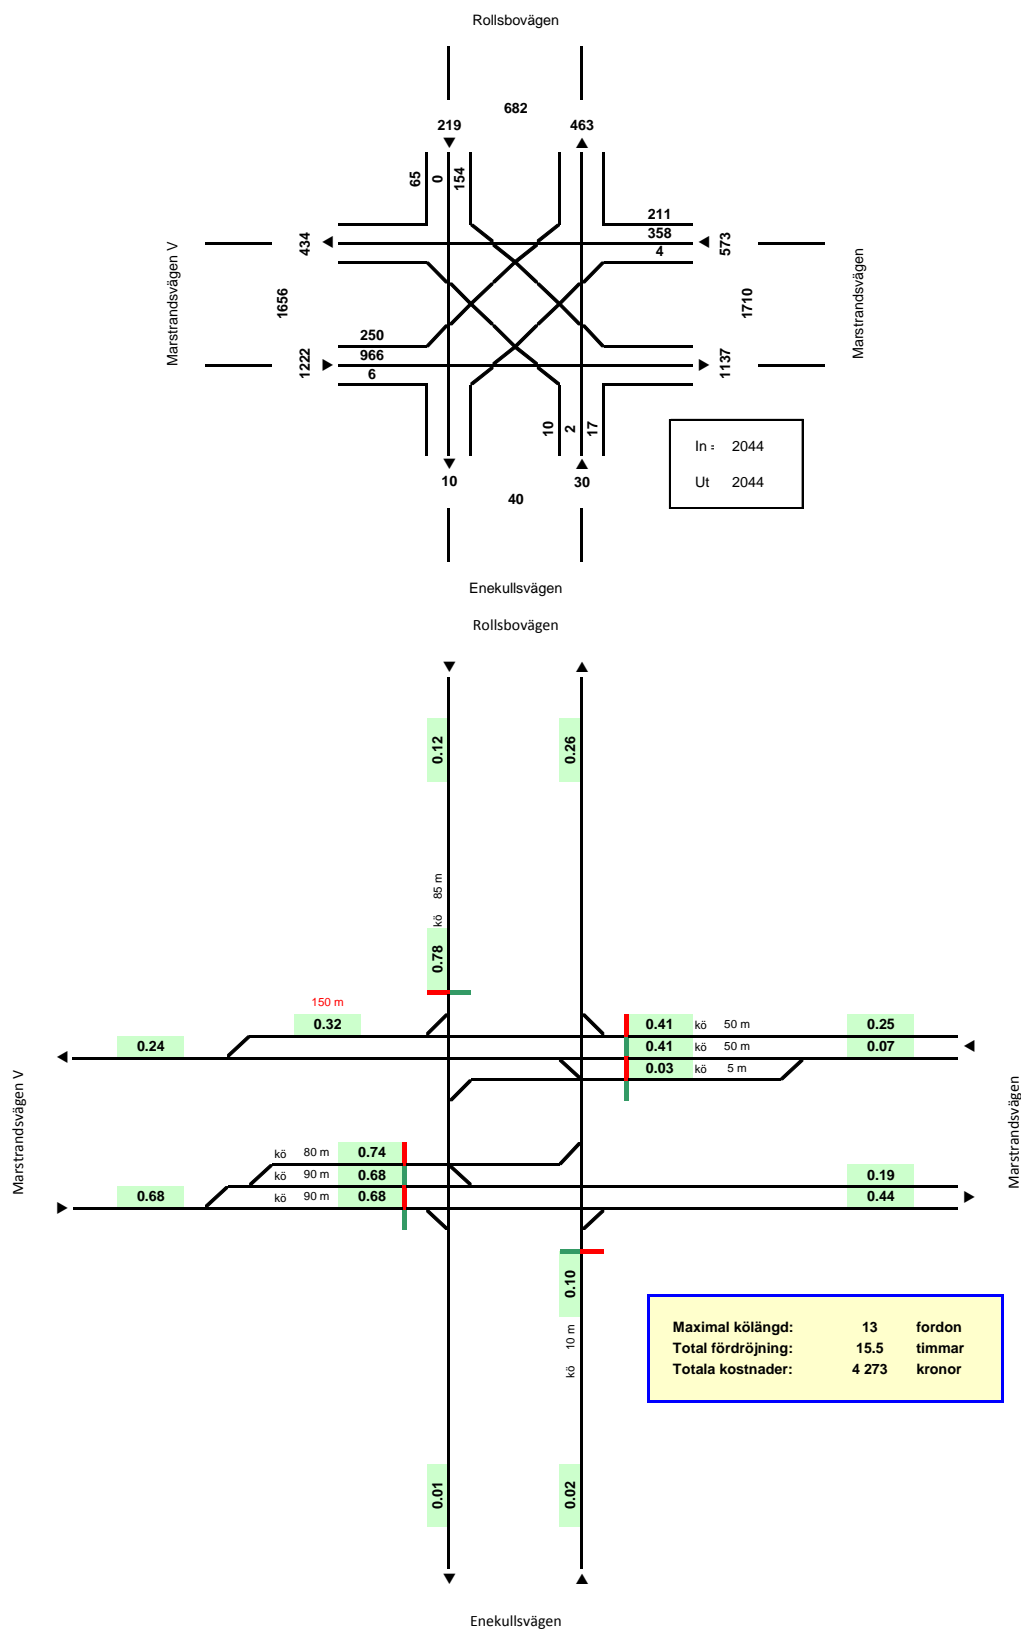 Rollsbovägen
682
219 463
65 0 154
211
358
4
434
573
Marstrandsvägen V
1656
1710
Marstrandsvägen
250
966
6
1222
1137
10 2 17
In = 2044
Ut 2044
10 30
40
Enekullsvägen
Rollsbovägen
0.12 0.26
kö 85 m
0.78
150 m
0.32
0.41 kö 50 m 0.25
0.24
0.41 kö 50 m 0.07
0.03 kö 5 m
Marstrandsvägen V
Marstrandsvägen
kö 80 m 0.74
kö 90 m 0.68 0.19
0.68 kö 90 m 0.68 0.44
0.10
kö 10 m
Maximal kölängd: 13 fordon
Total fördröjning: 15.5 timmar
Totala kostnader: 4 273 kronor
0.01 0.02
Enekullsvägen